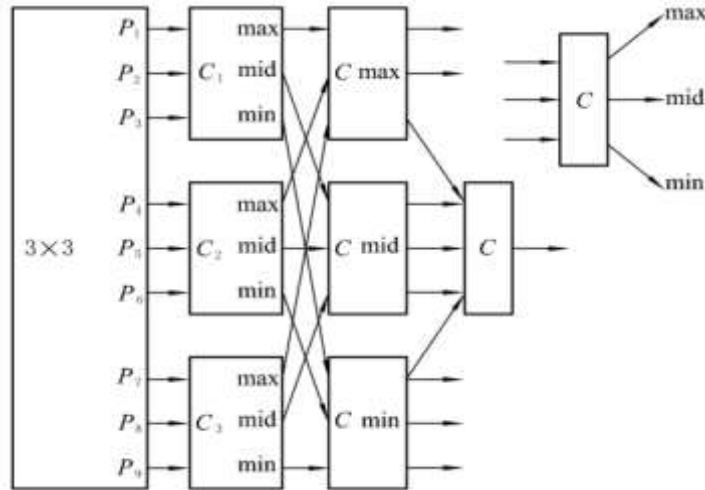 P₁ max max
P₂ C₁ mid C max
P₃ min C mid
min
P₄ max
3×3 P₅ C₂ mid C mid C
P₆ min
P₇ max
P₈ C₃ mid C min
P₉ min